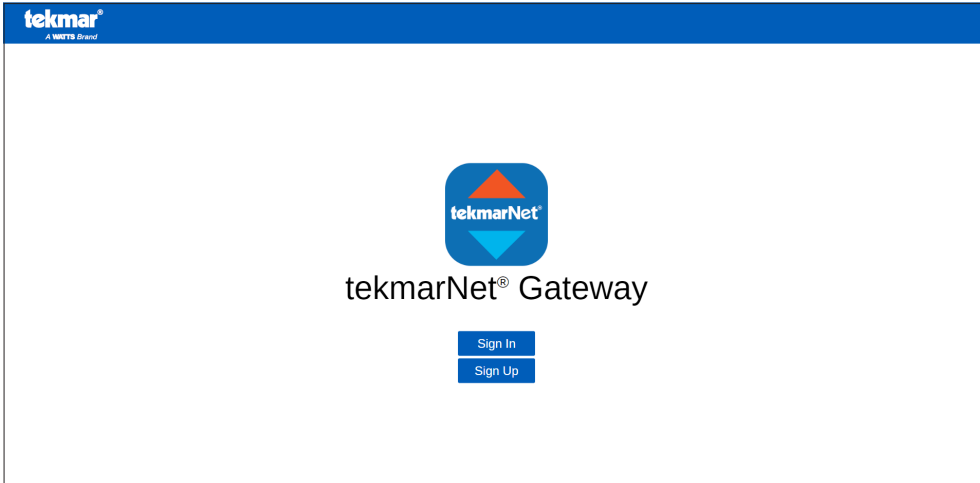 tekmar®
A WATTS Brand
tekmarNet®
tekmarNet® Gateway
Sign In
Sign Up